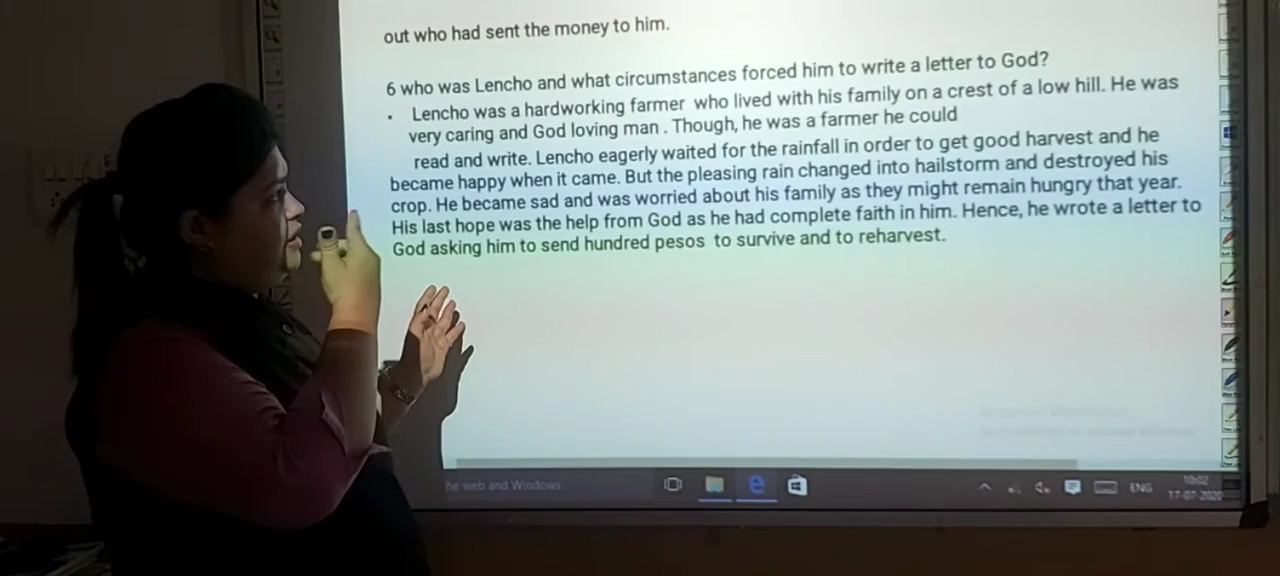 out who had sent the money to him.
6 who was Lencho and what circumstances forced him to write a letter to God?
. Lencho was a hardworking farmer who lived with his family on a crest of a low hill. He was
very caring and God loving man . Though, he was a farmer he could
read and write. Lencho eagerly waited for the rainfall in order to get good harvest and he
became happy when it came. But the pleasing rain changed into hailstorm and destroyed his
crop. He became sad and was worried about his family as they might remain hungry that year.
His last hope was the help from God as he had complete faith in him. Hence, he wrote a letter to
God asking him to send hundred pesos to survive and to reharvest.
he web and Windows
ENG
10:02
17-07-2020